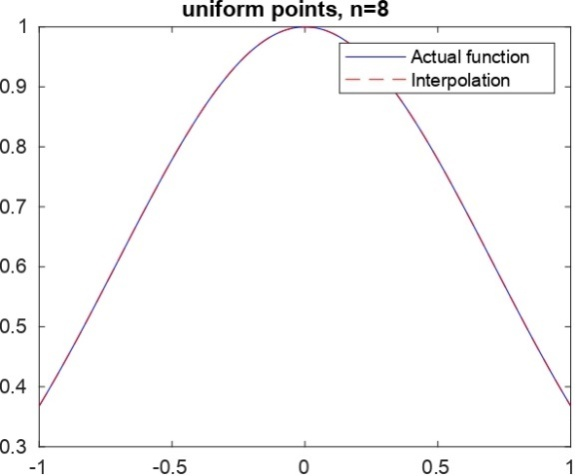 uniform points, n=8
1
Actual function
Interpolation
0.9
0.8
0.7
0.6
0.5
0.4
0.3
-1 -0.5 0 0.5 1